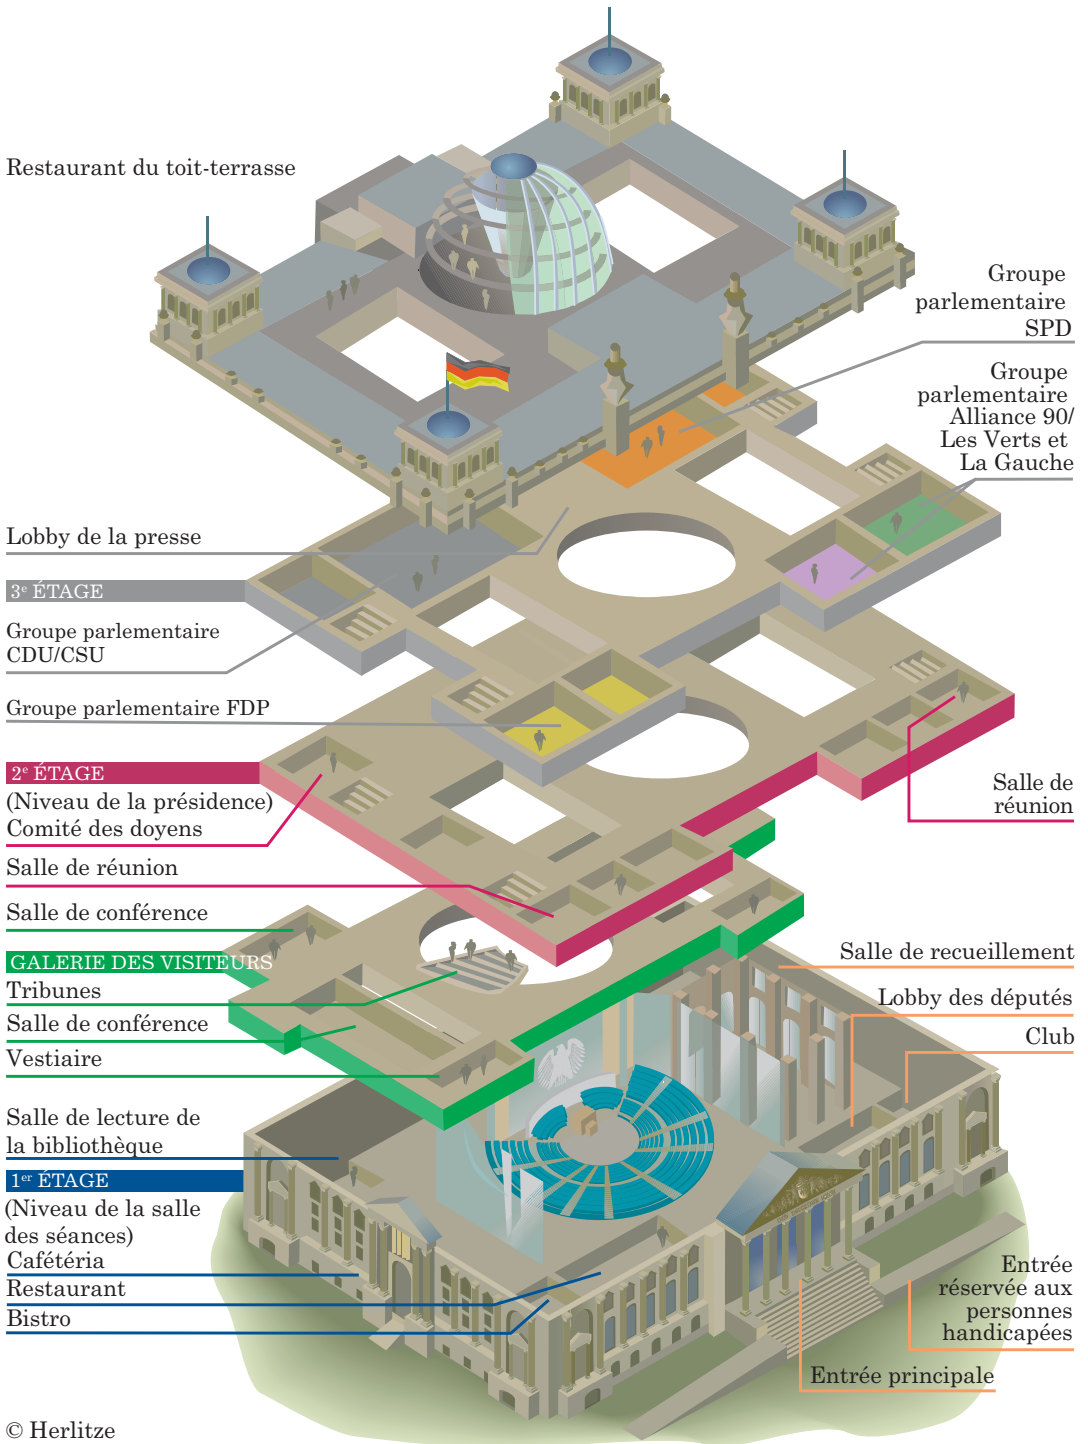 Restaurant du toit-terrasse
Groupe
parlementaire
SPD
Groupe
parlementaire
Alliance 90/
Les Verts et
La Gauche
Lobby de la presse
3e ÉTAGE
Groupe parlementaire
CDU/CSU
Groupe parlementaire FDP
2e ÉTAGE
(Niveau de la présidence)
Comité des doyens
Salle de
réunion
Salle de réunion
Salle de conférence
GALERIE DES VISITEURS
Tribunes
Salle de conférence
Vestiaire
Salle de recueillement
Lobby des députés
Club
Salle de lecture de
la bibliothèque
1er ÉTAGE
(Niveau de la salle
des séances)
Cafétéria
Restaurant
Bistro
Entrée
réservée aux
personnes
handicapées
Entrée principale
© Herlitze